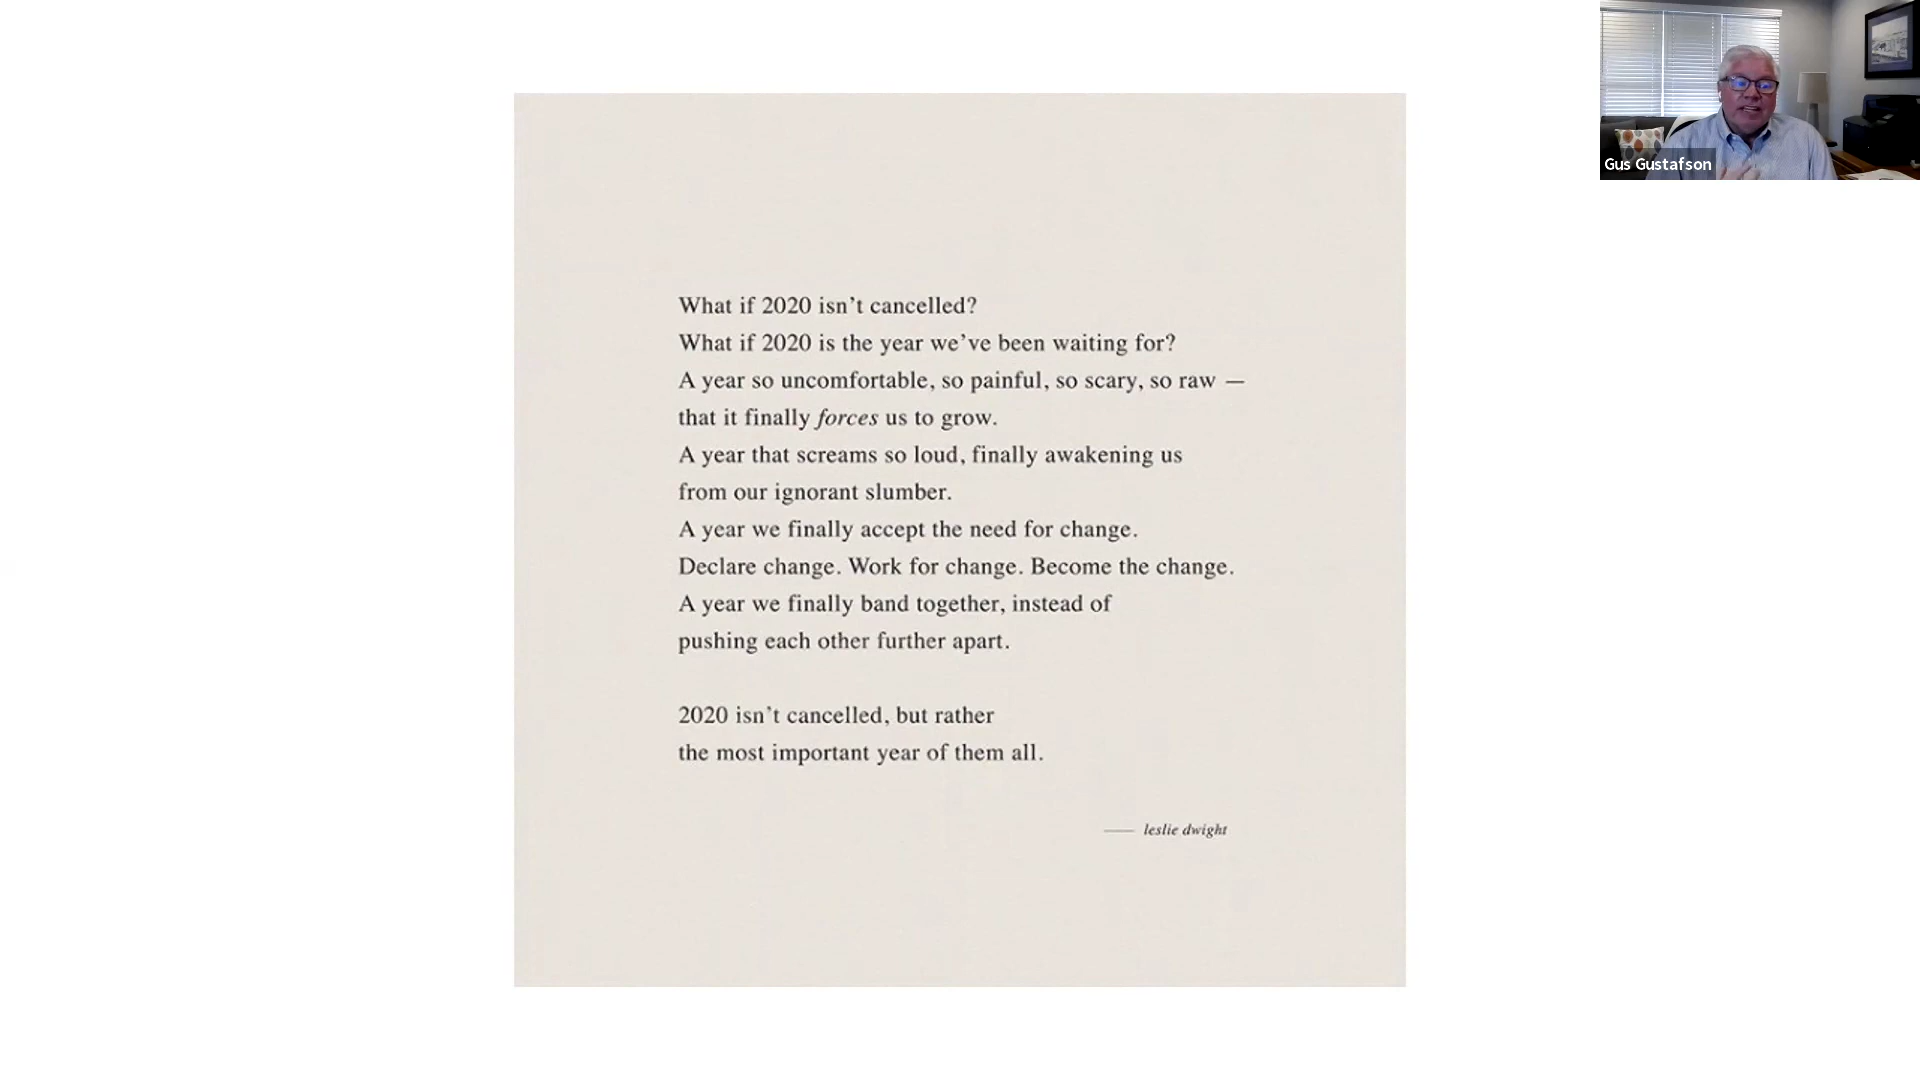 What if 2020 isn’t cancelled?
What if 2020 is the year we’ve been waiting for?
A year so uncomfortable, so painful, so scary, so raw —
that it finally forces us to grow.
A year that screams so loud, finally awakening us
from our ignorant slumber.
A year we finally accept the need for change.
Declare change. Work for change. Become the change.
A year we finally band together, instead of
pushing each other further apart.
2020 isn’t cancelled, but rather
the most important year of them all.
—— leslie dwight
Gus Gustafson